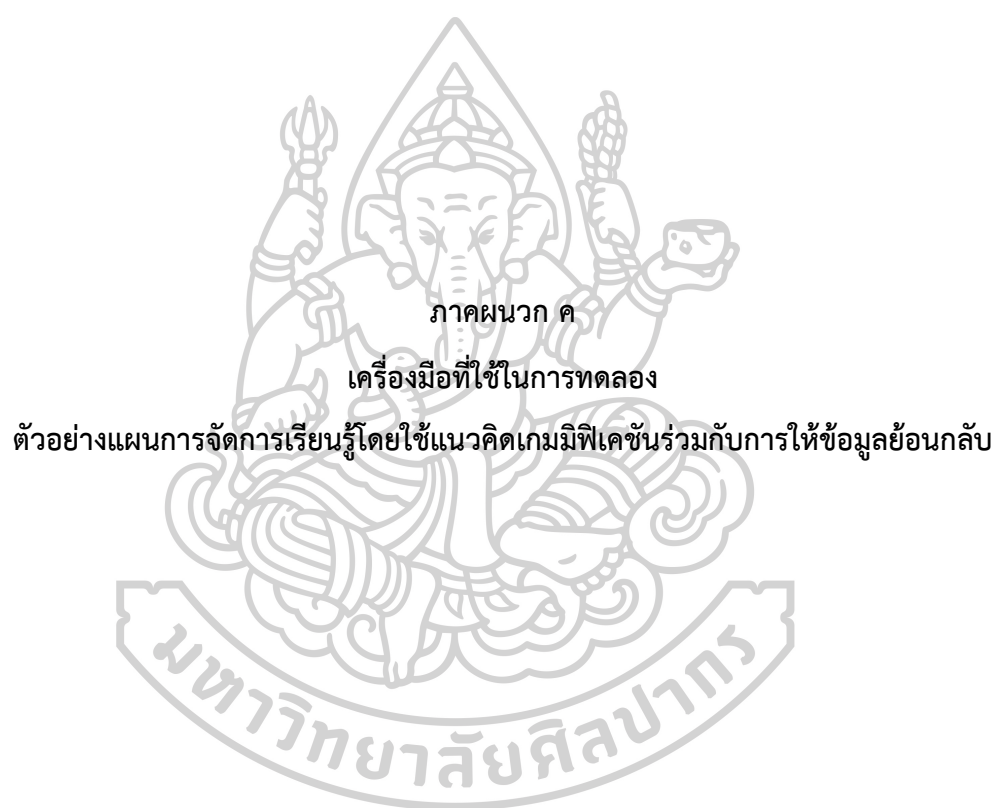 ภาคผนวก ค
เครื่องมือที่ใช้ในการทดลอง
ตัวอย่างแผนการจัดการเรียนรู้โดยใช้แนวคิดเกมมิฟิเคชันร่วมกับการให้ข้อมูลย้อนกลับ
มหาวิทยาลัยศิลปากร